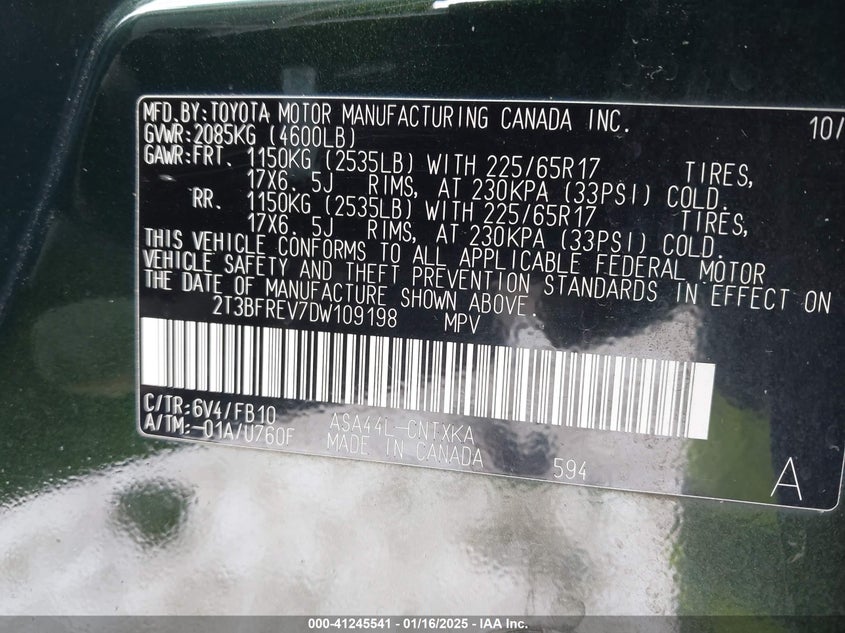 MFD.BY:TOYOTA MOTOR MANUFACTURING CANADA INC. 10/
GVWR:2085KG (4600LB)
GAWR:FRT. 1150KG (2535LB) WITH 225/65R17 TIRES,
17X6.5J RIMS, AT 230KPA (33PSI) COLD.
RR. 1150KG (2535LB) WITH 225/65R17 TIRES,
17X6.5J RIMS, AT 230KPA (33PSI) COLD.
THIS VEHICLE CONFORMS TO ALL APPLICABLE FEDERAL MOTOR
VEHICLE SAFETY AND THEFT PREVENTION STANDARDS IN EFFECT ON
THE DATE OF MANUFACTURE SHOWN ABOVE.
2T3BFREV7DW109198 MPV
C/TR:6V4/FB10 ASA44L-CNTXKA
A/TM:-01A/U760F MADE IN CANADA 594 A
000-41245541 - 01/16/2025 - IAA Inc.